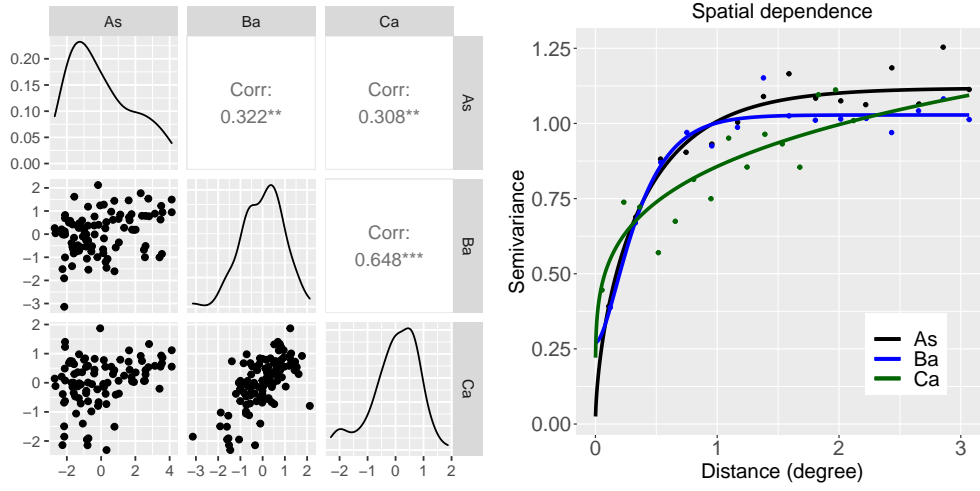 As
Ba
Ca
0.20
0.15
0.10
0.05
0.00
Corr:
0.322**
Corr:
0.308**
As
2
1
0
−1
−2
−3
Corr:
0.648***
Ba
2
1
0
−1
−2
Ca
−2 0 2 4
−3 −2 −1 0 1 2
−2 −1 0 1 2
Spatial dependence
Semivariance
1.25
1.00
0.75
0.50
0.25
0.00
As
Ba
Ca
0 1 2 3
Distance (degree)